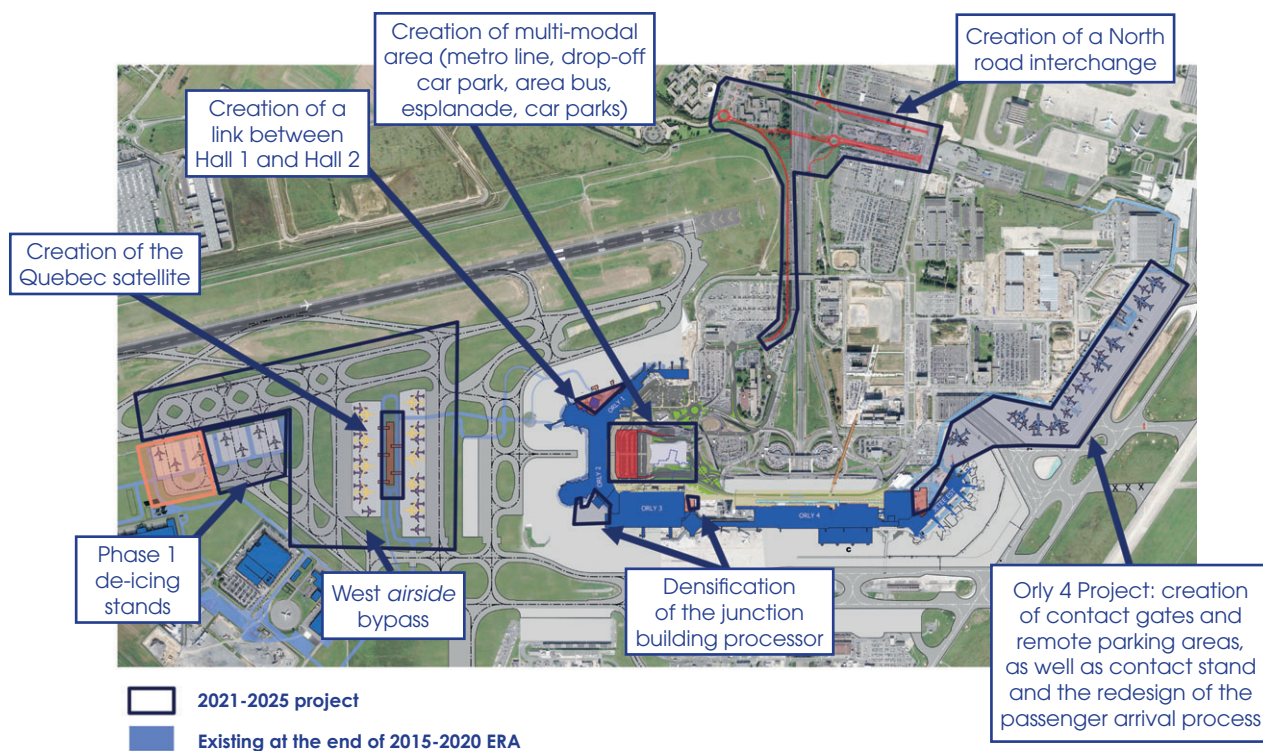 Creation of multi-modal
area (metro line, drop-off
car park, area bus,
esplanade, car parks)
Creation of a North
road interchange
Creation of a
link between
Hall 1 and Hall 2
Creation of the
Quebec satellite
ORLY 1
ORLY 2
ORLY 3
ORLY 4
C
Phase 1
de-icing
stands
West airside
bypass
Densification
of the junction
building processor
Orly 4 Project: creation
of contact gates and
remote parking areas,
as well as contact stand
and the redesign of the
passenger arrival process
2021-2025 project
Existing at the end of 2015-2020 ERA